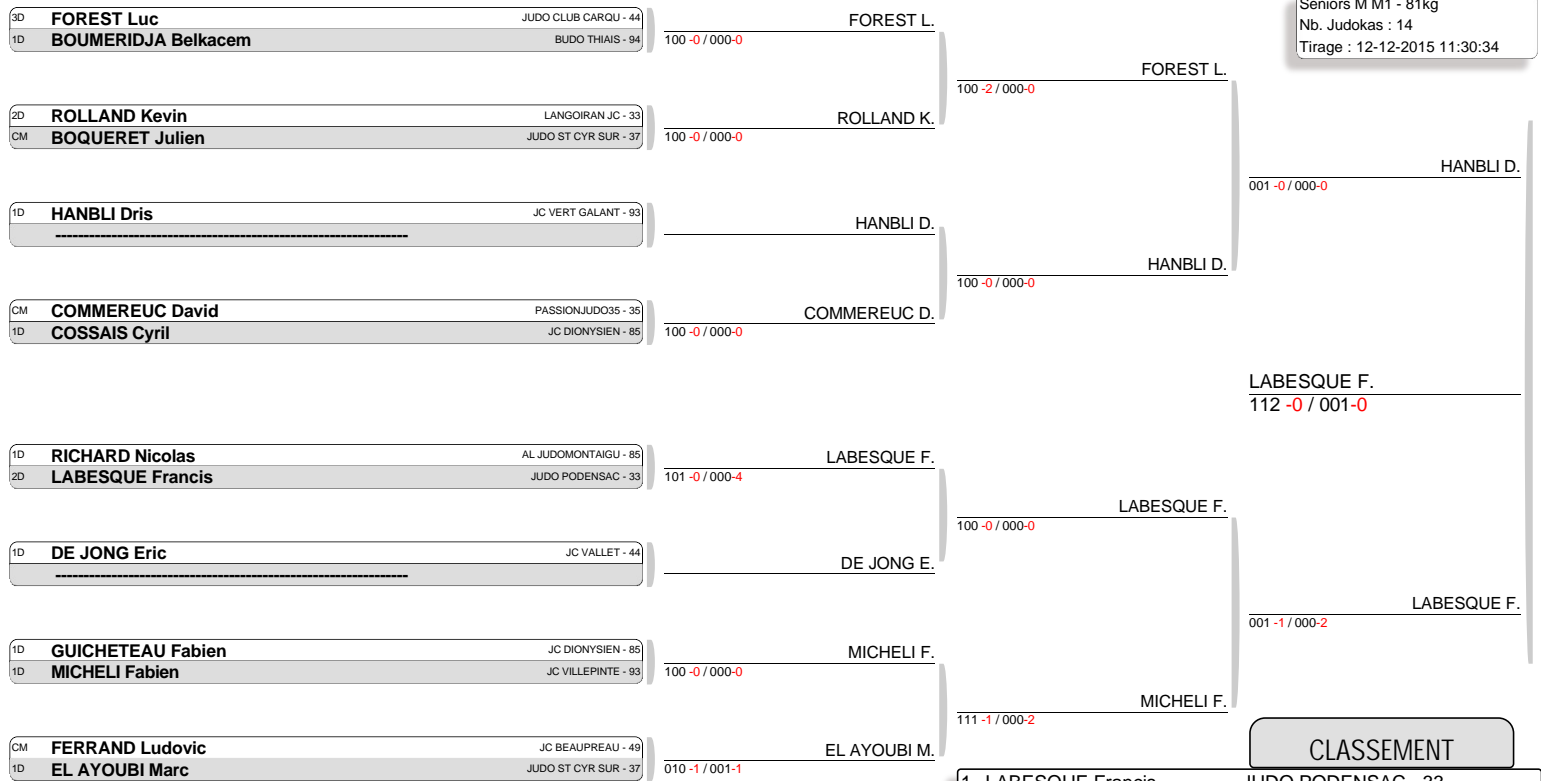 Seniors M M1 - 81kg
Nb. Judokas : 14
Tirage : 12-12-2015 11:30:34
3D FOREST Luc JUDO CLUB CARQU - 44
1D BOUMERIDJA Belkacem BUDO THIAIS - 94
FOREST L.
100 -0 / 000-0
FOREST L.
100 -2 / 000-0
2D ROLLAND Kevin LANGOIRAN JC - 33
CM BOQUERET Julien JUDO ST CYR SUR - 37
ROLLAND K.
100 -0 / 000-0
HANBLI D.
001 -0 / 000-0
1D HANBLI Dris JC VERT GALANT - 93
----------------------------------------------------------------
HANBLI D.
HANBLI D.
100 -0 / 000-0
CM COMMEREUC David PASSIONJUDO35 - 35
1D COSSAIS Cyril JC DIONYSIEN - 85
COMMEREUC D.
100 -0 / 000-0
LABESQUE F.
112 -0 / 001-0
1D RICHARD Nicolas AL JUDOMONTAIGU - 85
2D LABESQUE Francis JUDO PODENSAC - 33
LABESQUE F.
101 -0 / 000-4
LABESQUE F.
100 -0 / 000-0
1D DE JONG Eric JC VALLET - 44
----------------------------------------------------------------
DE JONG E.
LABESQUE F.
001 -1 / 000-2
1D GUICHETEAU Fabien JC DIONYSIEN - 85
1D MICHELI Fabien JC VILLEPINTE - 93
MICHELI F.
100 -0 / 000-0
MICHELI F.
111 -1 / 000-2
CM FERRAND Ludovic JC BEAUPREAU - 49
1D EL AYOUBI Marc JUDO ST CYR SUR - 37
EL AYOUBI M.
010 -1 / 001-1
CLASSEMENT
1 LABESQUE Francis JUDO PODENSAC - 33